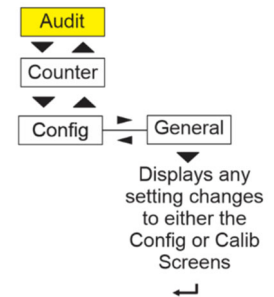 Audit
Counter
Config
General
Displays any
setting changes
to either the
Config or Calib
Screens